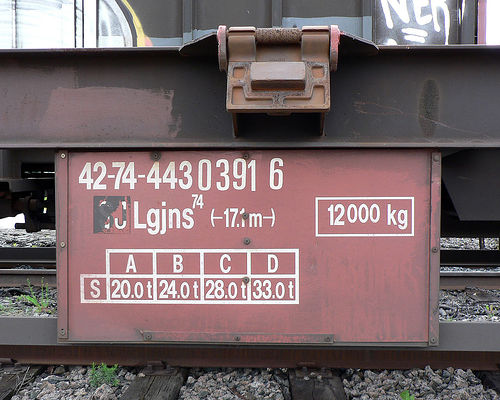 NER
42-74-443 0391 6
Lgjns 74 (-17.1m-)
12000 kg
A B C D
S 20.0t 24.0t 28.0t 33.0t